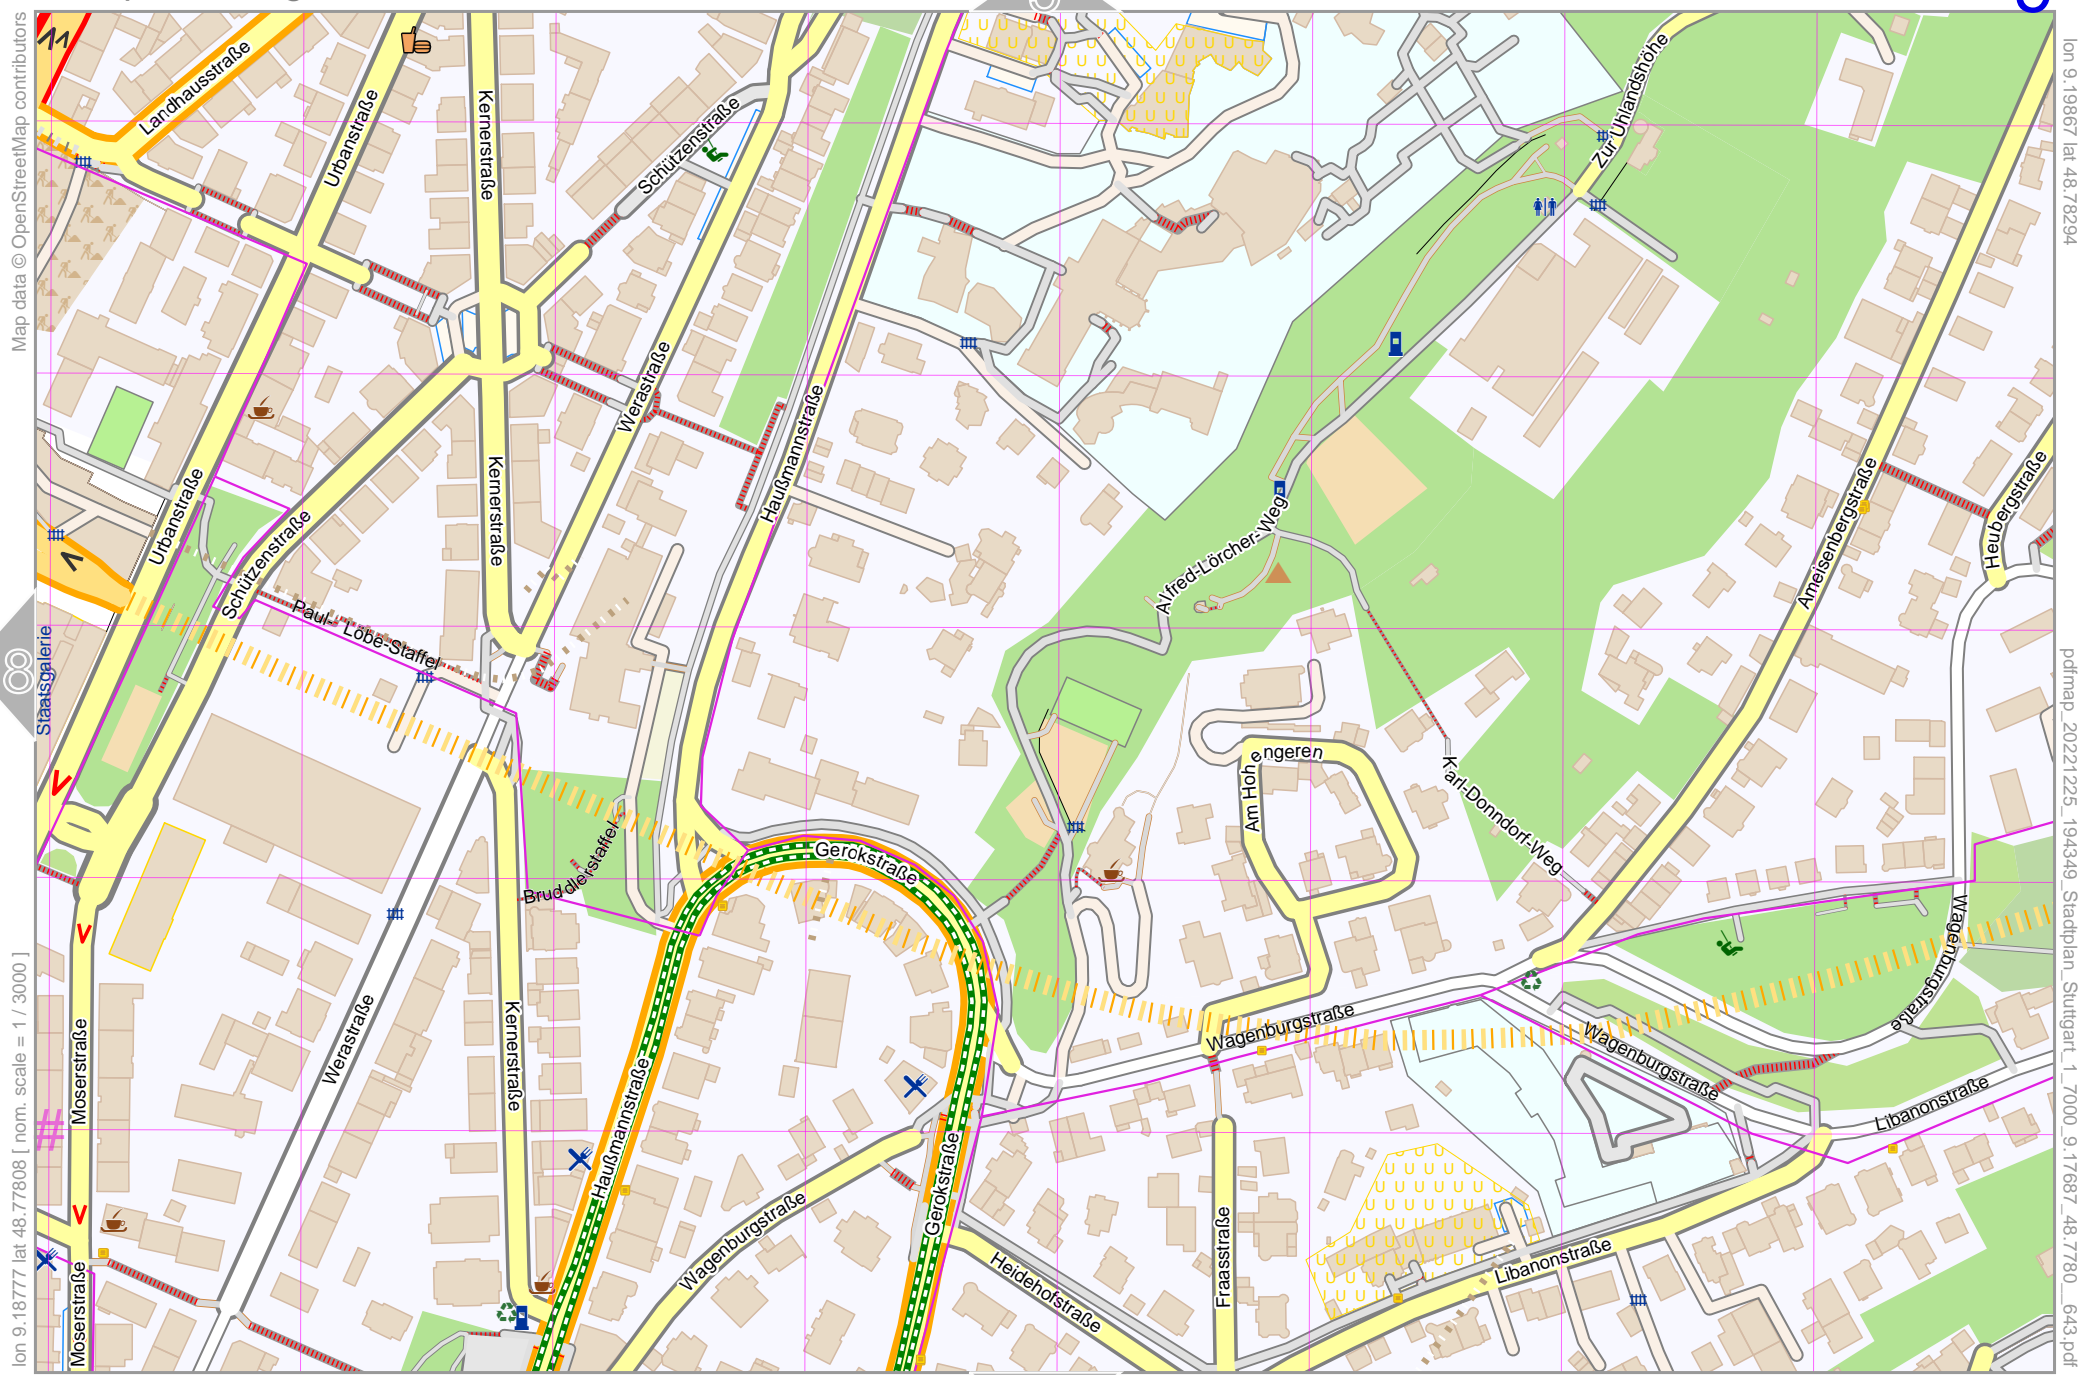 Map data © OpenStreetMap contributors
lon 9.18777 lat 48.77808 [ nom. scale = 1 / 3000 ]
lon 9.19867 lat 48.78294
pdfmap_20221225_194349_Stadtplan_Stuttgart_1_7000_9.17687_48.7780
643.pdf
8
Staatsgalerie
Landhausstraße
Urbanstraße
Kernerstraße
Schützenstraße
Zur Uhlandshöhe
Werastraße
Haußmannstraße
Urbanstraße
Kernerstraße
Schützenstraße
Paul-Löbe-Staffel
Alfred-Lörcher-Weg
Ameisenbergstraße
Heubergstraße
Am Hohengeren
Karl-Donndorf-Weg
Bruddlerstaffel
Gerokstraße
Wagenburgstraße
Wagenburgstraße
Wagenburgstraße
Libanonstraße
Moserstraße
Werastraße
Kernerstraße
Haußmannstraße
Gerokstraße
Wagenburgstraße
Heidehofstraße
Fraasstraße
Libanonstraße
Moserstraße